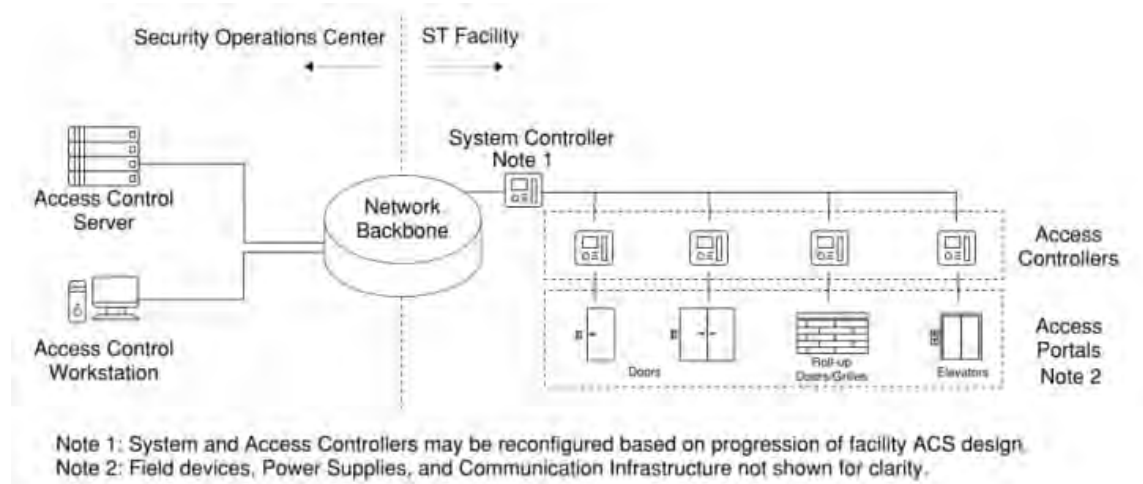 Security Operations Center
ST Facility
System Controller
Note 1
Access Control
Server
Network
Backbone
Access
Controllers
Access Control
Workstation
Doors
Roll-up
Doors/Grilles
Elevators
Access
Portals
Note 2
Note 1: System and Access Controllers may be reconfigured based on progression of facility ACS design.
Note 2: Field devices, Power Supplies, and Communication Infrastructure not shown for clarity.